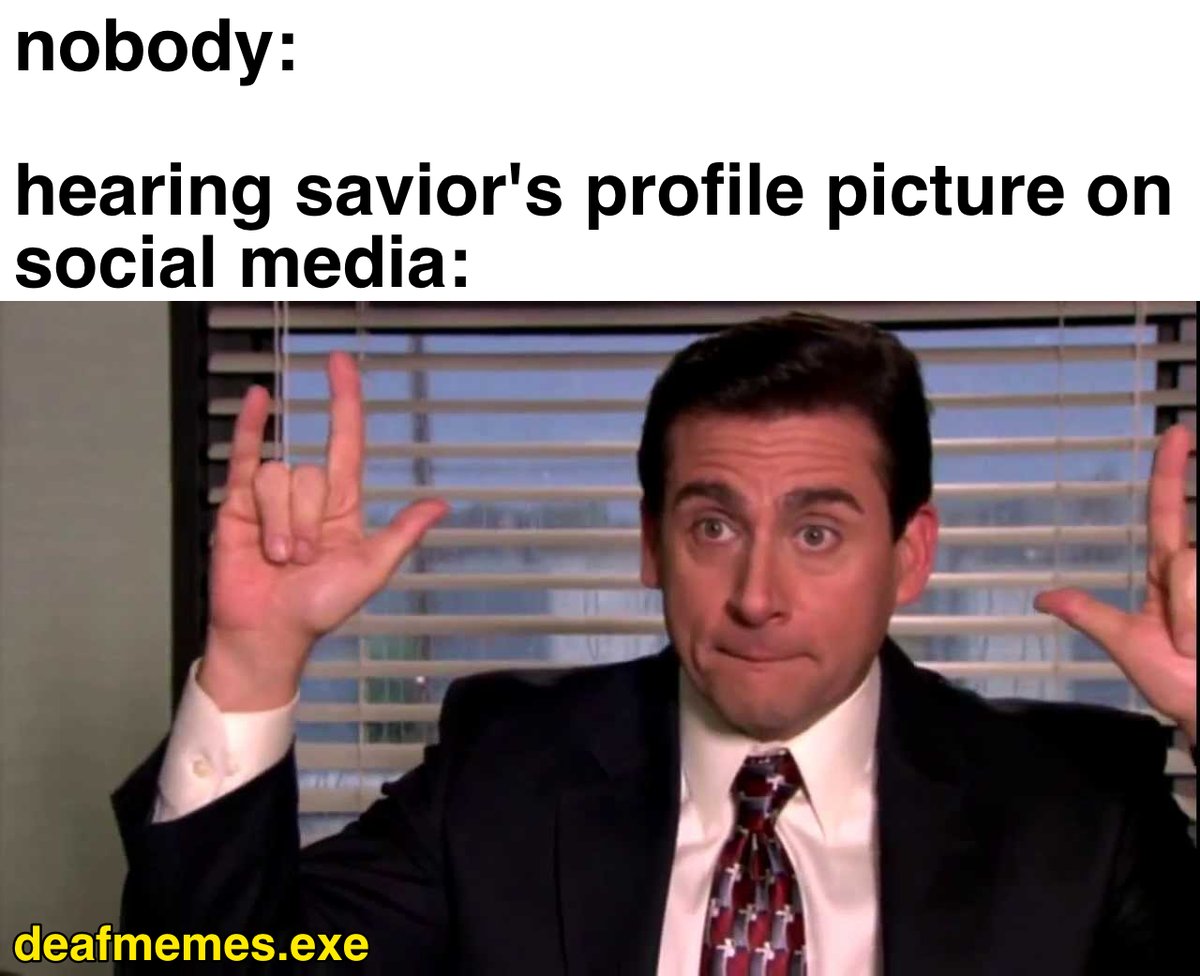 nobody:
hearing savior's profile picture on
social media:
deafmemes.exe